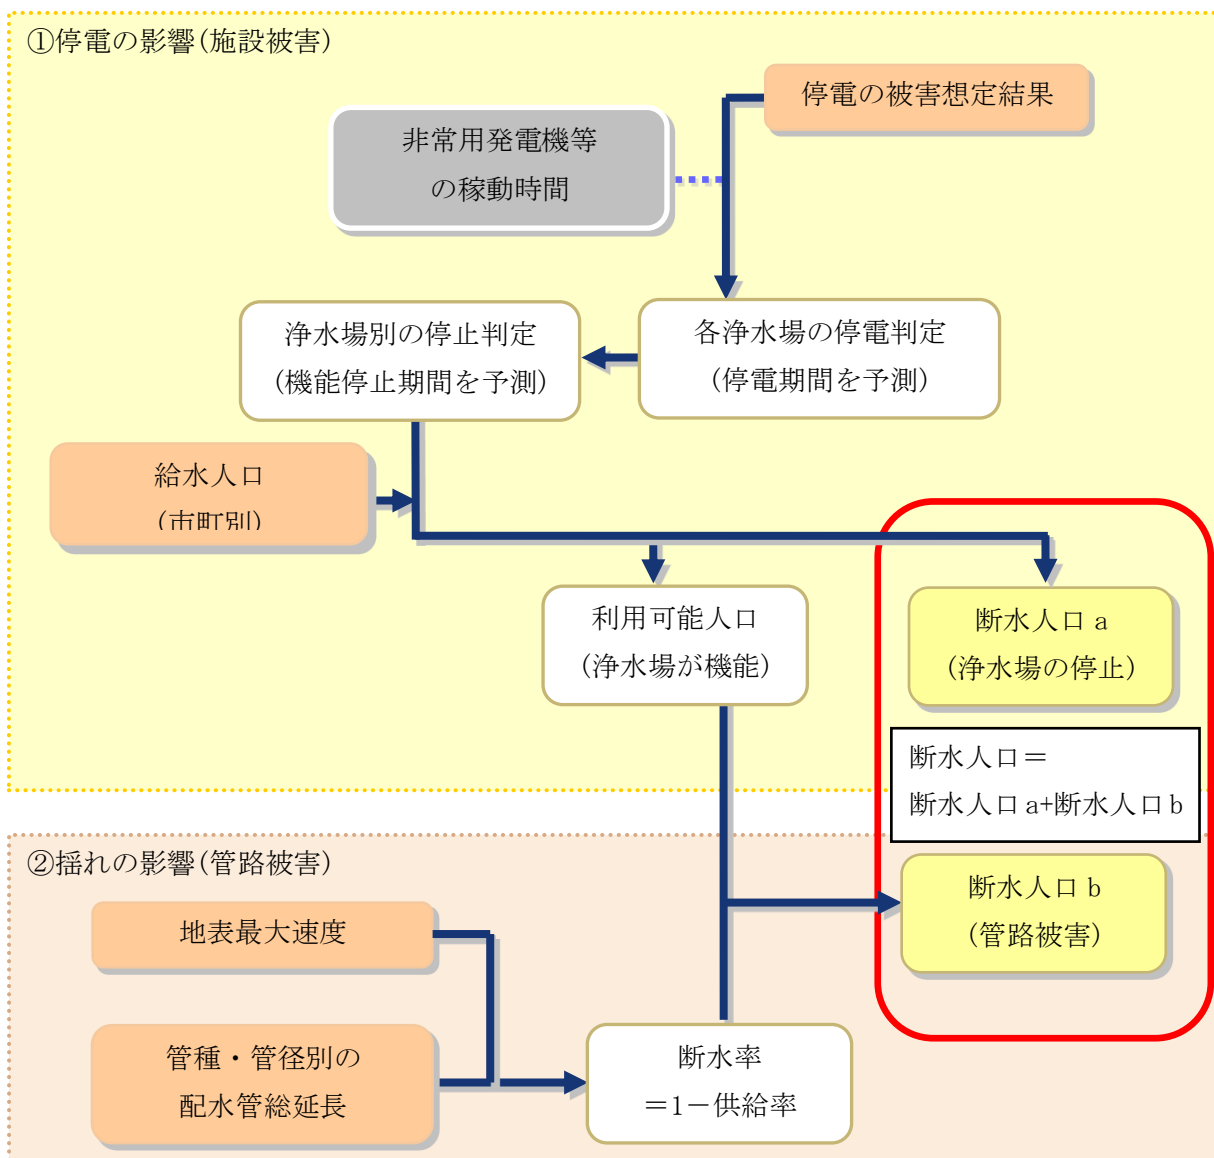 ①停電の影響(施設被害)
停電の被害想定結果
非常用発電機等
の稼動時間
各浄水場の停電判定
(停電期間を予測)
浄水場別の停止判定
(機能停止期間を予測)
給水人口
(市町別)
利用可能人口
(浄水場が機能)
断水人口 a
(浄水場の停止)
断水人口＝
断水人口 a+断水人口 b
②揺れの影響(管路被害)
断水人口 b
(管路被害)
地表最大速度
管種・管径別の
配水管総延長
断水率
＝1－供給率